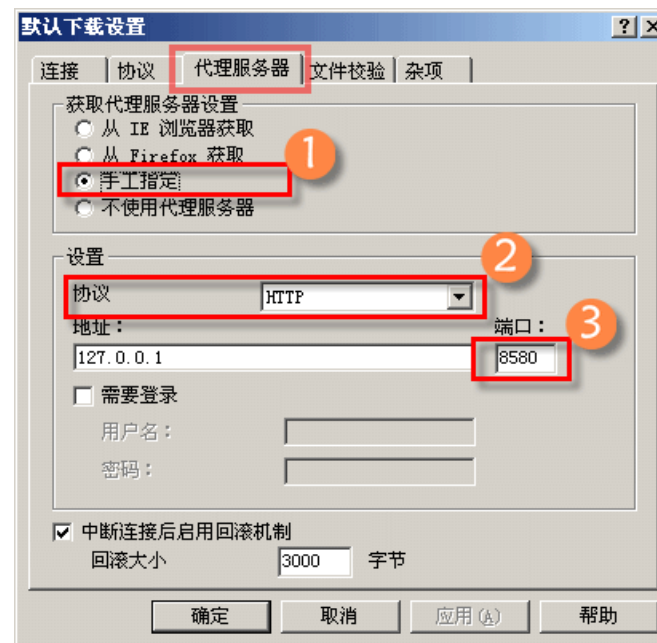 默认下载设置
连接 协议 代理服务器 文件校验 杂项
获取代理服务器设置
从 IE 浏览器获取
从 Firefox 获取 1
手工指定
不使用代理服务器
设置 2
协议 HTTP
地址： 端口： 3
127.0.0.1 8580
需要登录
用户名：
密码：
中断连接后启用回滚机制
回滚大小 3000 字节
确定 取消 应用(A) 帮助